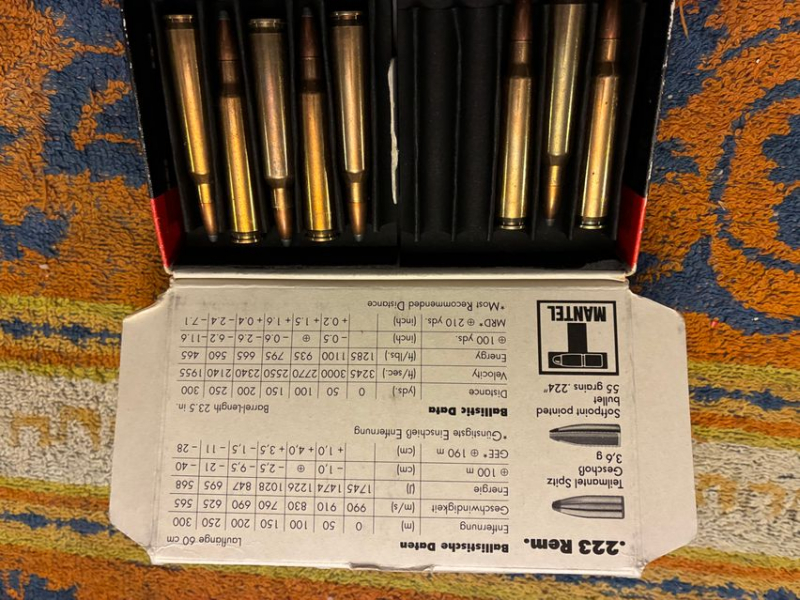 .223 Rem.
Teilmantel Spitz
Geschoß
3,6 g
Softpoint pointed
bullet
55 grains .224"
MANTEL
Ballistische Daten Lauflänge 60 cm
Entfernung (m) 0 50 100 150 200 250 300
Geschwindigkeit (m/s) 990 910 830 760 690 625 565
Energie (J) 1745 1474 1226 1028 847 695 568
⊕ 100 m (cm) – 1,0 ⊕ – 2,5 – 9,5 – 21 – 40
GEE* ⊕ 190 m (cm) + 1,0 + 4,0 + 3,5 – 1,5 – 11 – 28
*Günstigste Einschieß Entfernung
Ballistic Data Barrel-Length 23.5 in.
Distance (yds.) 0 50 100 150 200 250 300
Velocity (ft/sec.) 3245 3000 2770 2550 2340 2140 1955
Energy (ft/lbs.) 1285 1100 935 795 665 560 465
⊕ 100 yds. (inch) – 0.5 ⊕ – 0.6 – 2.6 – 6.2 – 11.6
MRD* ⊕ 210 yds. (inch) + 0.2 + 1.5 + 1.6 + 0.4 – 2.4 – 7.1
*Most Recommended Distance